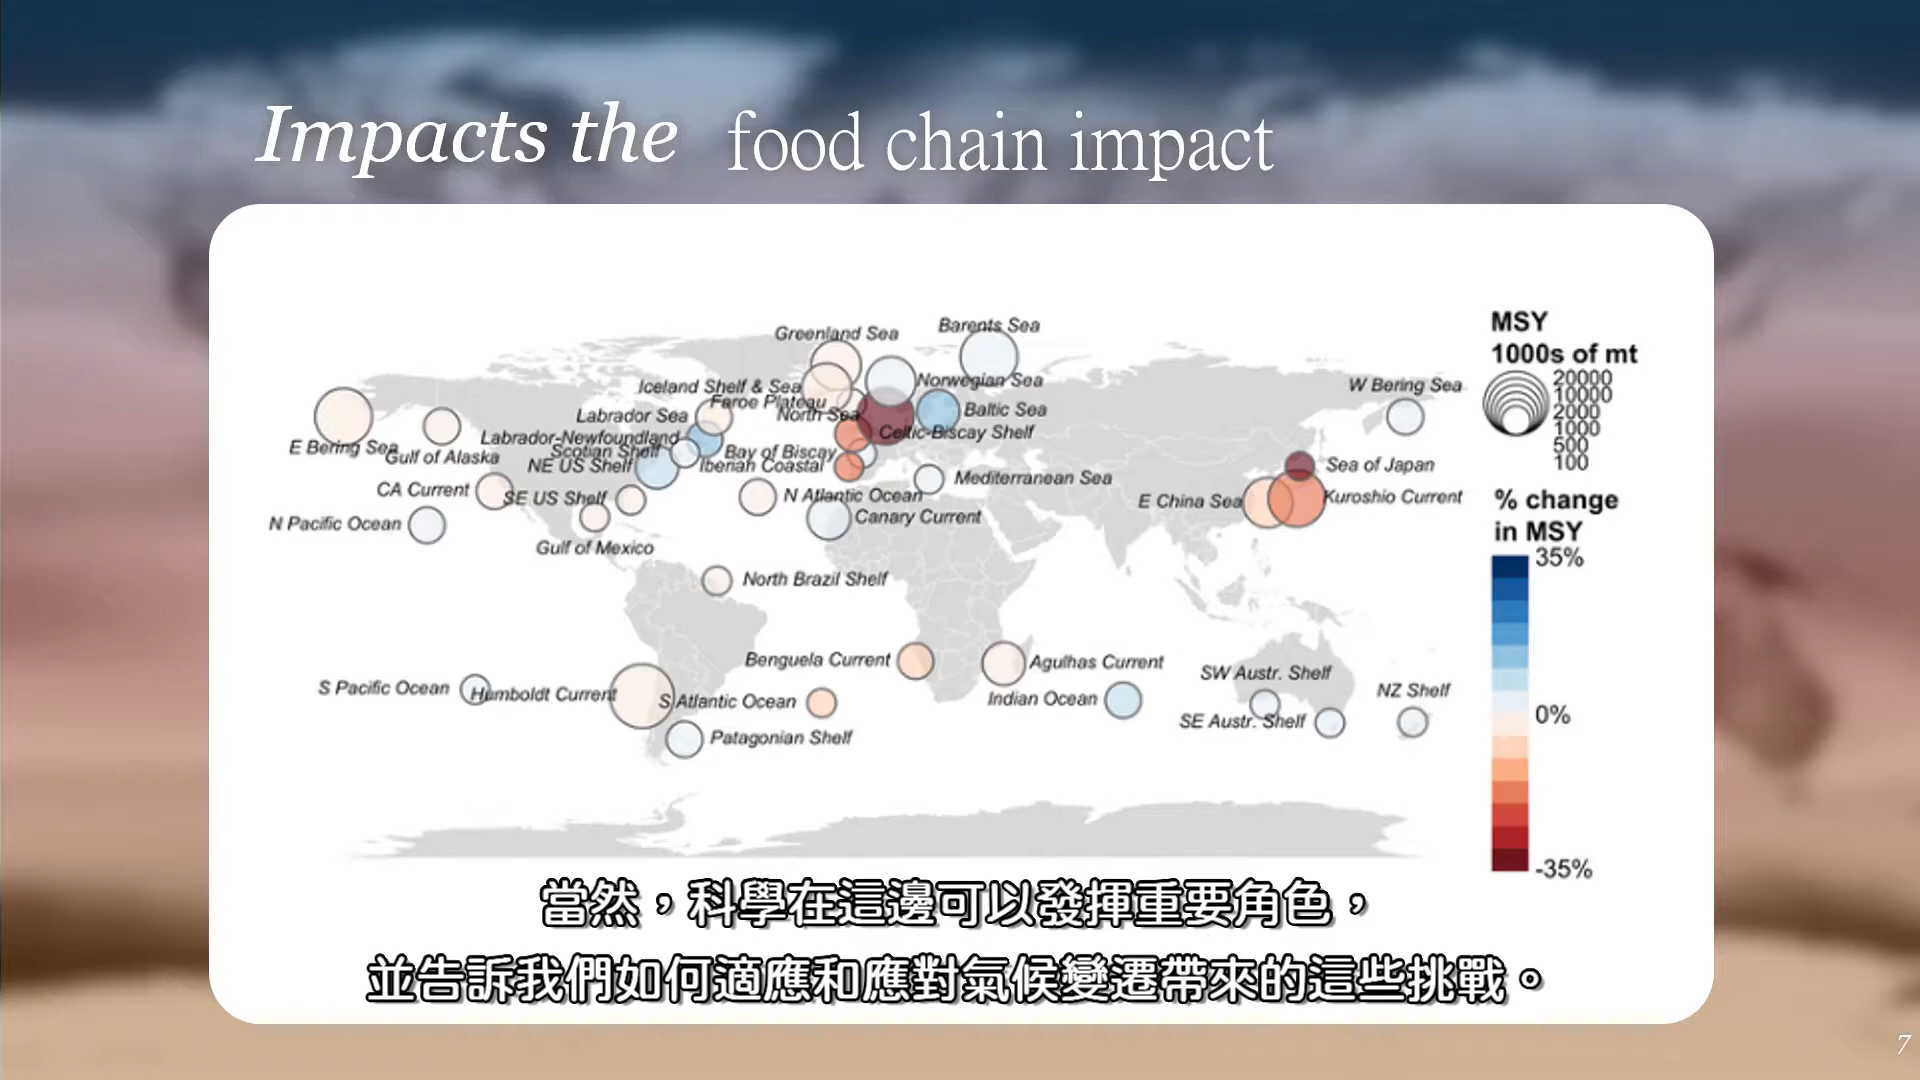 Impacts the food chain impact
Greenland Sea
Barents Sea
MSY
1000s of mt
20000
10000
2000
1000
500
100
Iceland Shelf & Sea
Norwegian Sea
W Bering Sea
Faroe Plateau
North Sea
Baltic Sea
Labrador Sea
Celtic-Biscay Shelf
E Bering Sea
Gulf of Alaska
Labrador-Newfoundland
Scotian Shelf
Bay of Biscay
NE US Shelf
Iberian Coastal
Mediterranean Sea
Sea of Japan
CA Current
SE US Shelf
N Atlantic Ocean
E China Sea
Kuroshio Current
N Pacific Ocean
Canary Current
Gulf of Mexico
% change
in MSY
35%
0%
-35%
North Brazil Shelf
Benguela Current
Agulhas Current
SW Austr. Shelf
S Pacific Ocean
Humboldt Current
S Atlantic Ocean
Indian Ocean
NZ Shelf
SE Austr. Shelf
Patagonian Shelf
當然，科學在這邊可以發揮重要角色，
並告訴我們如何適應和應對氣候變遷帶來的這些挑戰。
7